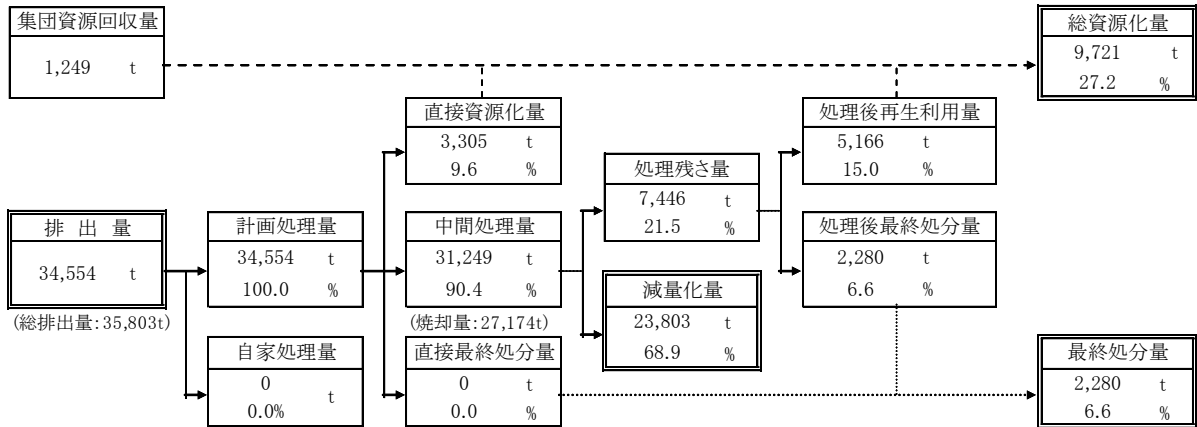 集団資源回収量
1,249 t
総資源化量
9,721 t
27.2 %
直接資源化量
3,305 t
9.6 %
処理後再生利用量
5,166 t
15.0 %
処理残さ量
7,446 t
21.5 %
排 出 量
34,554 t
(総排出量:35,803t)
計画処理量
34,554 t
100.0 %
中間処理量
31,249 t
90.4 %
(焼却量:27,174t)
処理後最終処分量
2,280 t
6.6 %
減量化量
23,803 t
68.9 %
自家処理量
0 t
0.0%
直接最終処分量
0 t
0.0 %
最終処分量
2,280 t
6.6 %